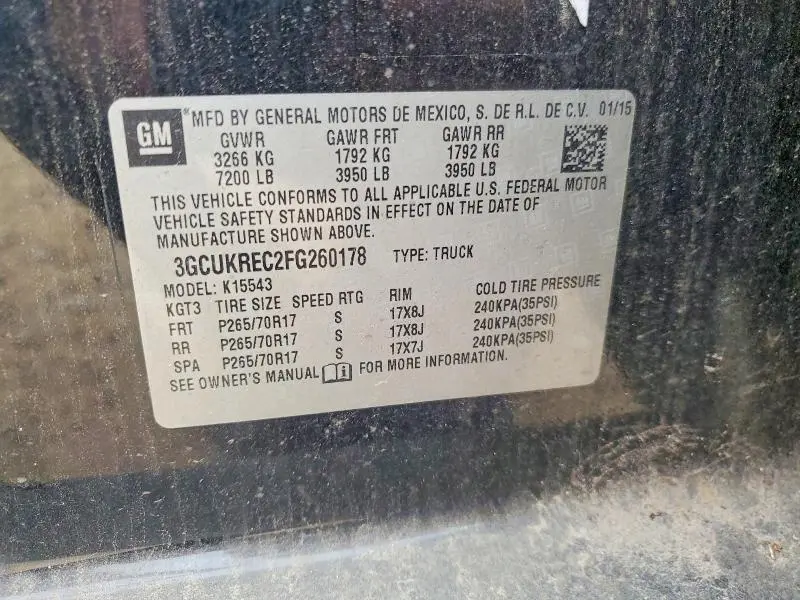 GM
*MFD BY GENERAL MOTORS DE MEXICO, S. DE R.L. DE C.V. 01/15
GVWR GAWR FRT GAWR RR
3266 KG 1792 KG 1792 KG
7200 LB 3950 LB 3950 LB
THIS VEHICLE CONFORMS TO ALL APPLICABLE U.S. FEDERAL MOTOR
VEHICLE SAFETY STANDARDS IN EFFECT ON THE DATE OF
MANUFACTURE SHOWN ABOVE.
3GCUKREC2FG260178 TYPE: TRUCK
MODEL: K15543
KGT3 TIRE SIZE SPEED RTG RIM COLD TIRE PRESSURE
FRT P265/70R17 S 17X8J 240KPA(35PSI)
RR P265/70R17 S 17X8J 240KPA(35PSI)
SPA P265/70R17 S 17X7J 240KPA(35PSI)
SEE OWNER'S MANUAL FOR MORE INFORMATION.